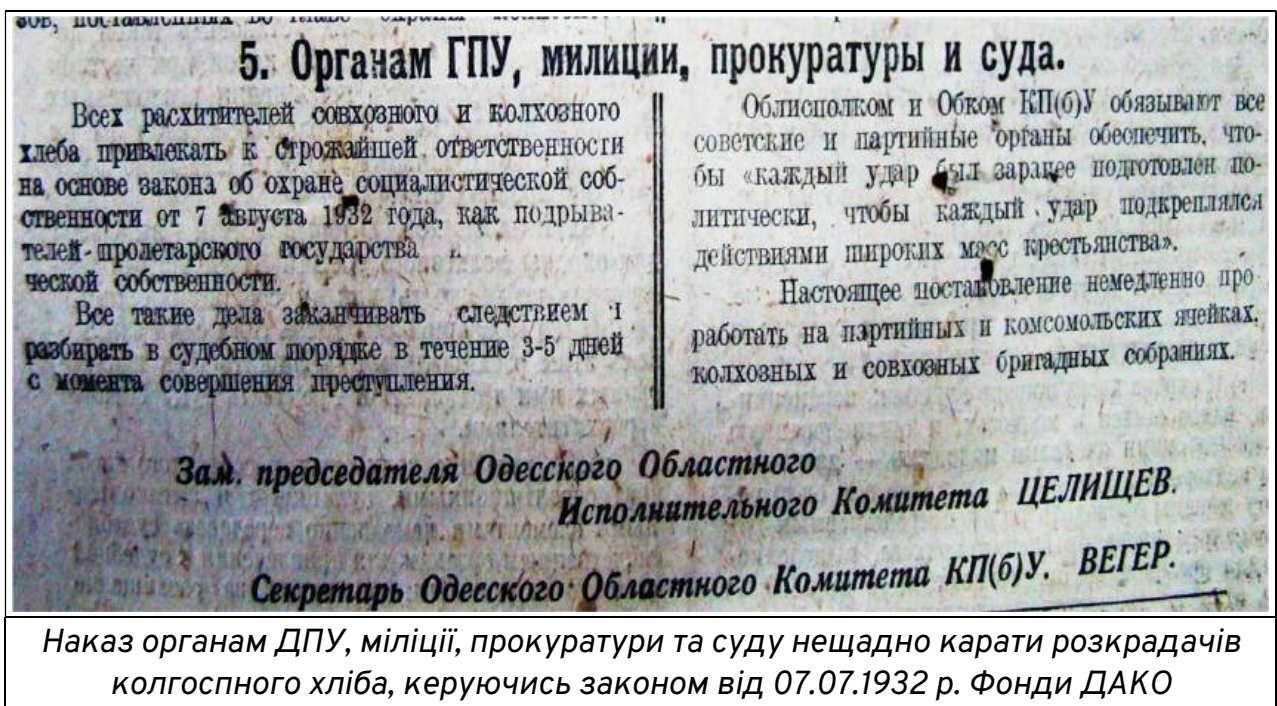 зов, поставленных во главе охраны
5. Органам ГПУ, милиции, прокуратуры и суда.
Всех расхитителей совхозного и колхозного
хлеба привлекать к строжайшей ответственности
на основе закона об охране социалистической соб-
ственности от 7 августа 1932 года, как подрыва-
телей пролетарского государства
ческой собственности.
Все такие дела заканчивать следствием
разбирать в судебном порядке в течение 3-5 дней
с момента совершения преступления.
Облисполком и Обком КП(б)У обязывают все
советские и партийные органы обеспечить, что-
бы «каждый удар был заранее подготовлен по-
литически, чтобы каждый удар подкреплялся
действиями широких масс крестьянства».
Настоящее постановление немедленно про
работать на партийных и комсомольских ячейках,
колхозных и совхозных бригадных собраниях.
Зам. председателя Одесского Областного
Исполнительного Комитета ЦЕЛИЩЕВ.
Секретарь Одесского Областного Комитета КП(б)У. ВЕГЕР.
Наказ органам ДПУ, міліції, прокуратури та суду нещадно карати розкрадачів
колгоспного хліба, керуючись законом від 07.07.1932 р. Фонди ДАКО